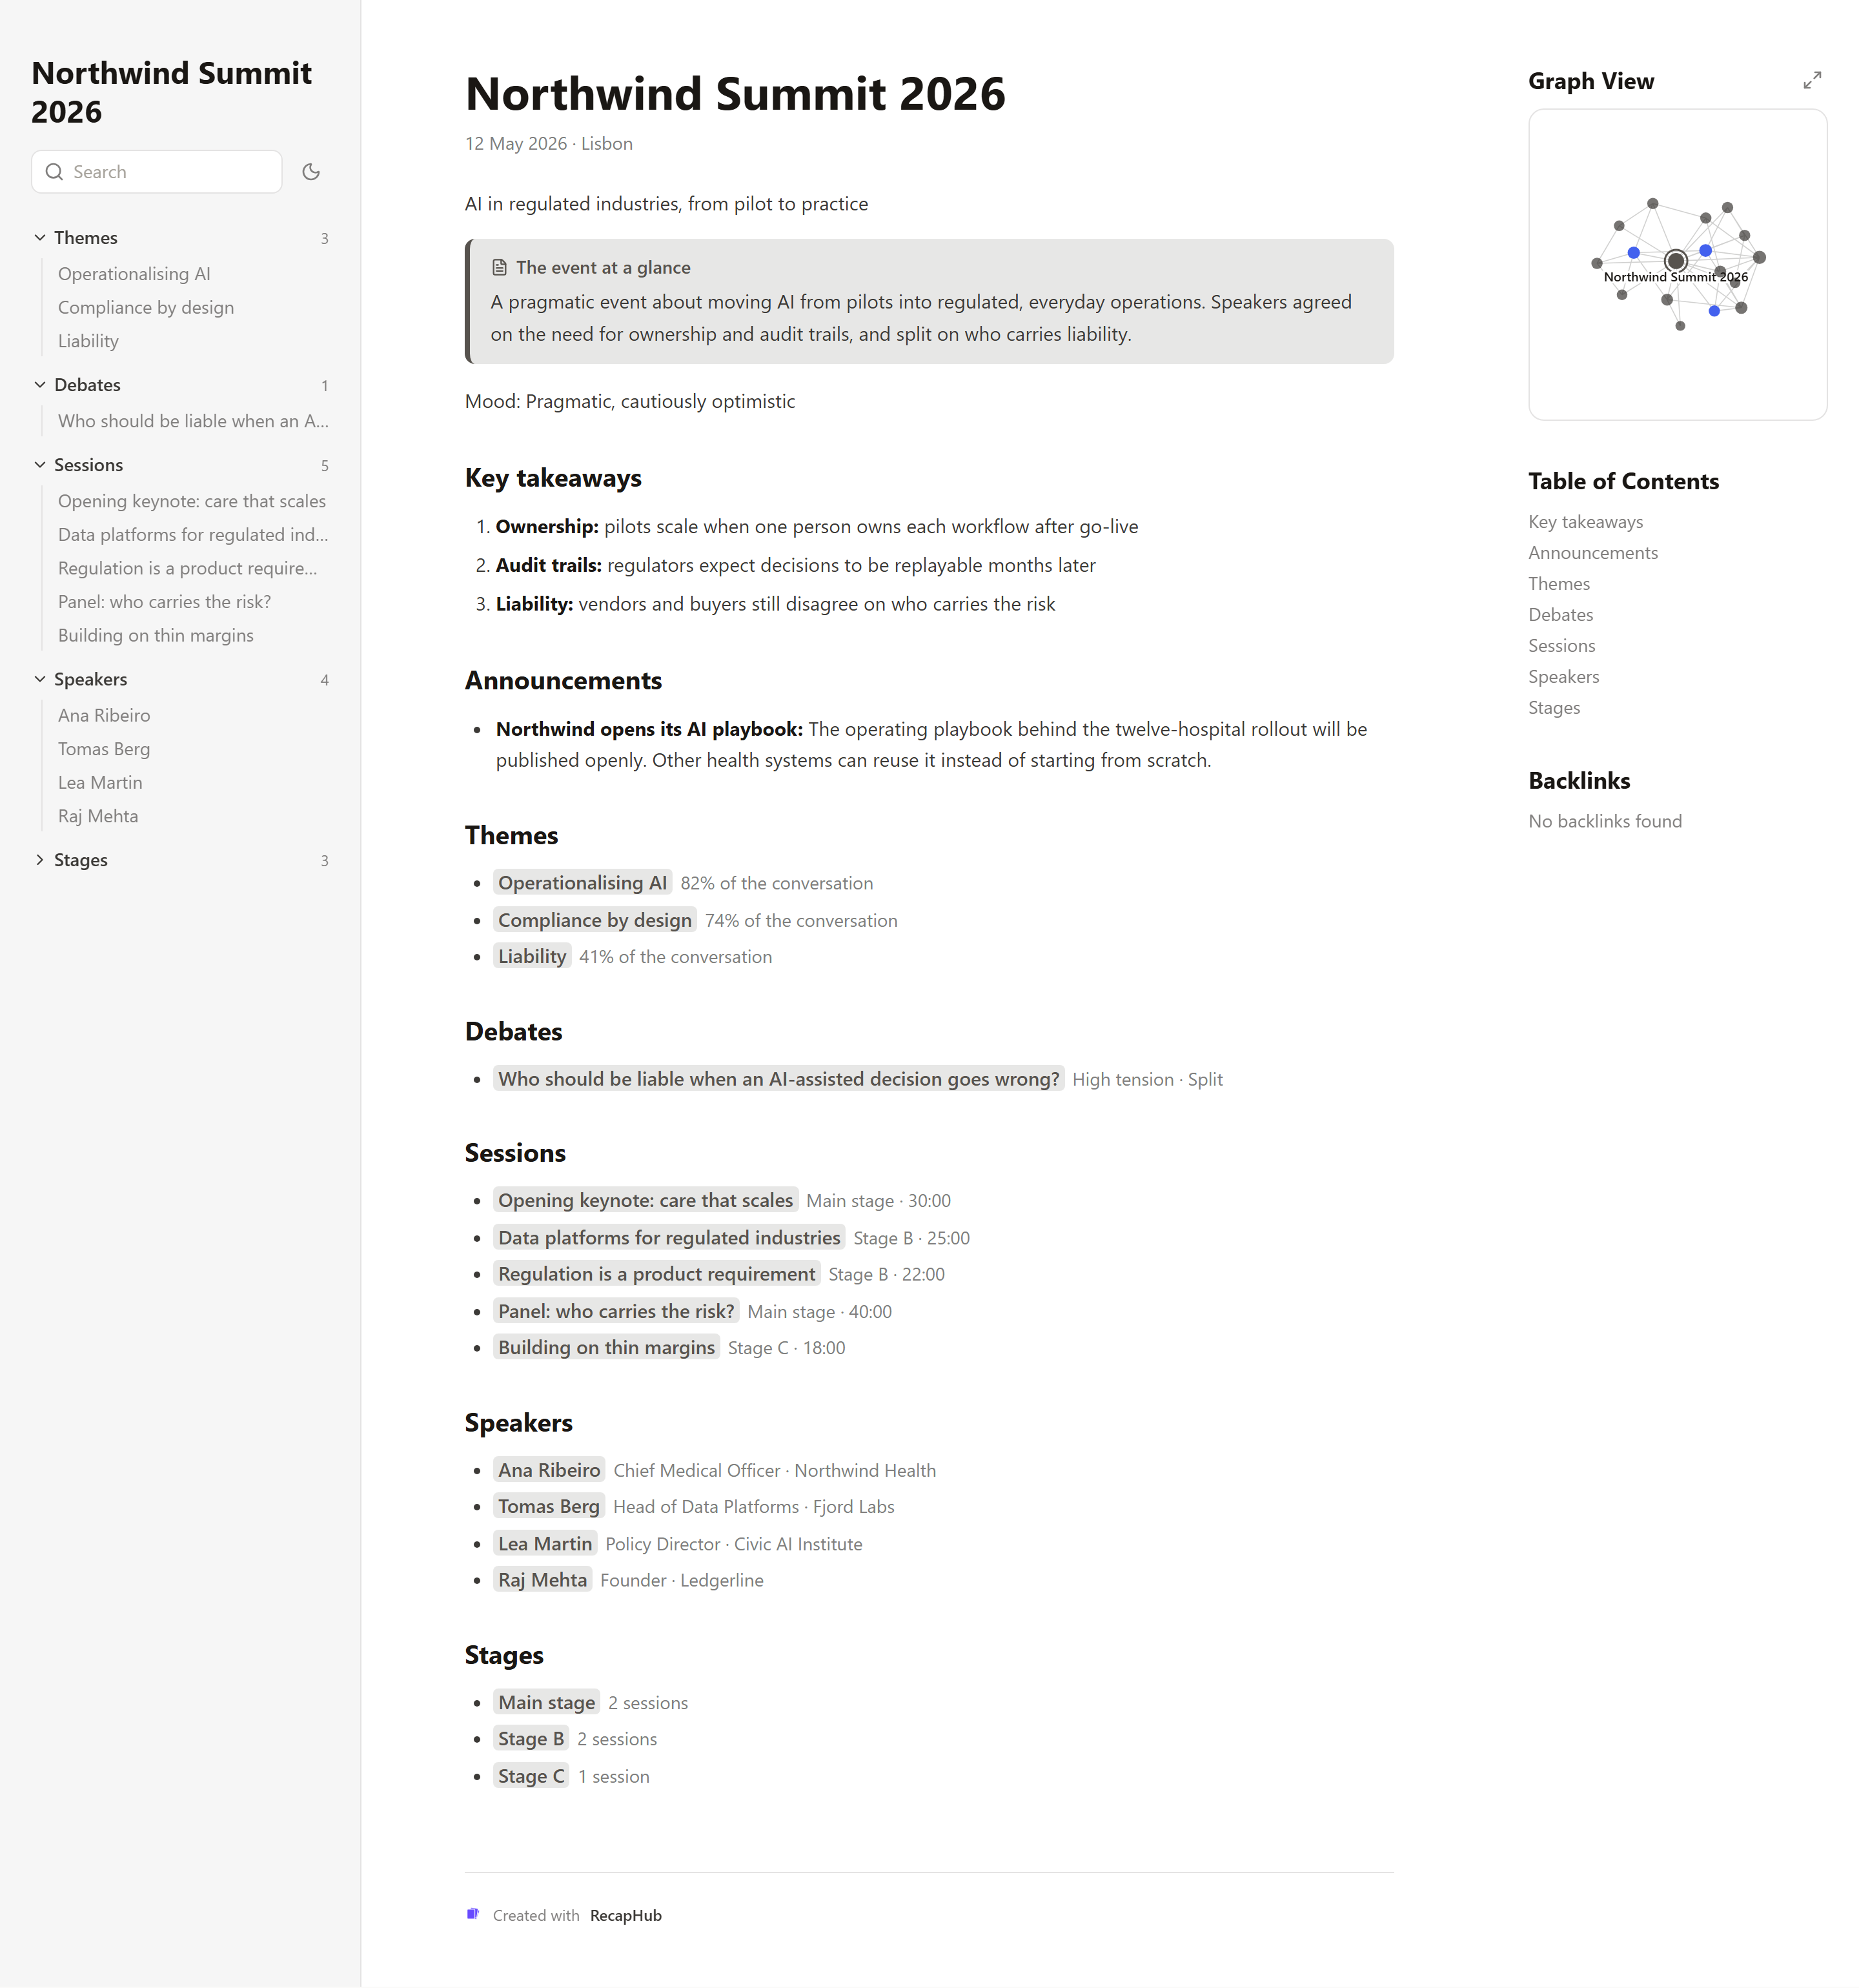 Northwind Summit
2026
Search
Themes 3
Operationalising AI
Compliance by design
Liability
Debates 1
Who should be liable when an A...
Sessions 5
Opening keynote: care that scales
Data platforms for regulated ind...
Regulation is a product require...
Panel: who carries the risk?
Building on thin margins
Speakers 4
Ana Ribeiro
Tomas Berg
Lea Martin
Raj Mehta
Stages 3
Northwind Summit 2026
12 May 2026 · Lisbon
AI in regulated industries, from pilot to practice
The event at a glance
A pragmatic event about moving AI from pilots into regulated, everyday operations. Speakers agreed
on the need for ownership and audit trails, and split on who carries liability.
Mood: Pragmatic, cautiously optimistic
Key takeaways
1. Ownership: pilots scale when one person owns each workflow after go-live
2. Audit trails: regulators expect decisions to be replayable months later
3. Liability: vendors and buyers still disagree on who carries the risk
Announcements
• Northwind opens its AI playbook: The operating playbook behind the twelve-hospital rollout will be
published openly. Other health systems can reuse it instead of starting from scratch.
Themes
• Operationalising AI 82% of the conversation
• Compliance by design 74% of the conversation
• Liability 41% of the conversation
Debates
• Who should be liable when an AI-assisted decision goes wrong? High tension · Split
Sessions
• Opening keynote: care that scales Main stage · 30:00
• Data platforms for regulated industries Stage B · 25:00
• Regulation is a product requirement Stage B · 22:00
• Panel: who carries the risk? Main stage · 40:00
• Building on thin margins Stage C · 18:00
Speakers
• Ana Ribeiro Chief Medical Officer · Northwind Health
• Tomas Berg Head of Data Platforms · Fjord Labs
• Lea Martin Policy Director · Civic AI Institute
• Raj Mehta Founder · Ledgerline
Stages
• Main stage 2 sessions
• Stage B 2 sessions
• Stage C 1 session
Created with RecapHub
Graph View
Northwind Summit 2026
Table of Contents
Key takeaways
Announcements
Themes
Debates
Sessions
Speakers
Stages
Backlinks
No backlinks found